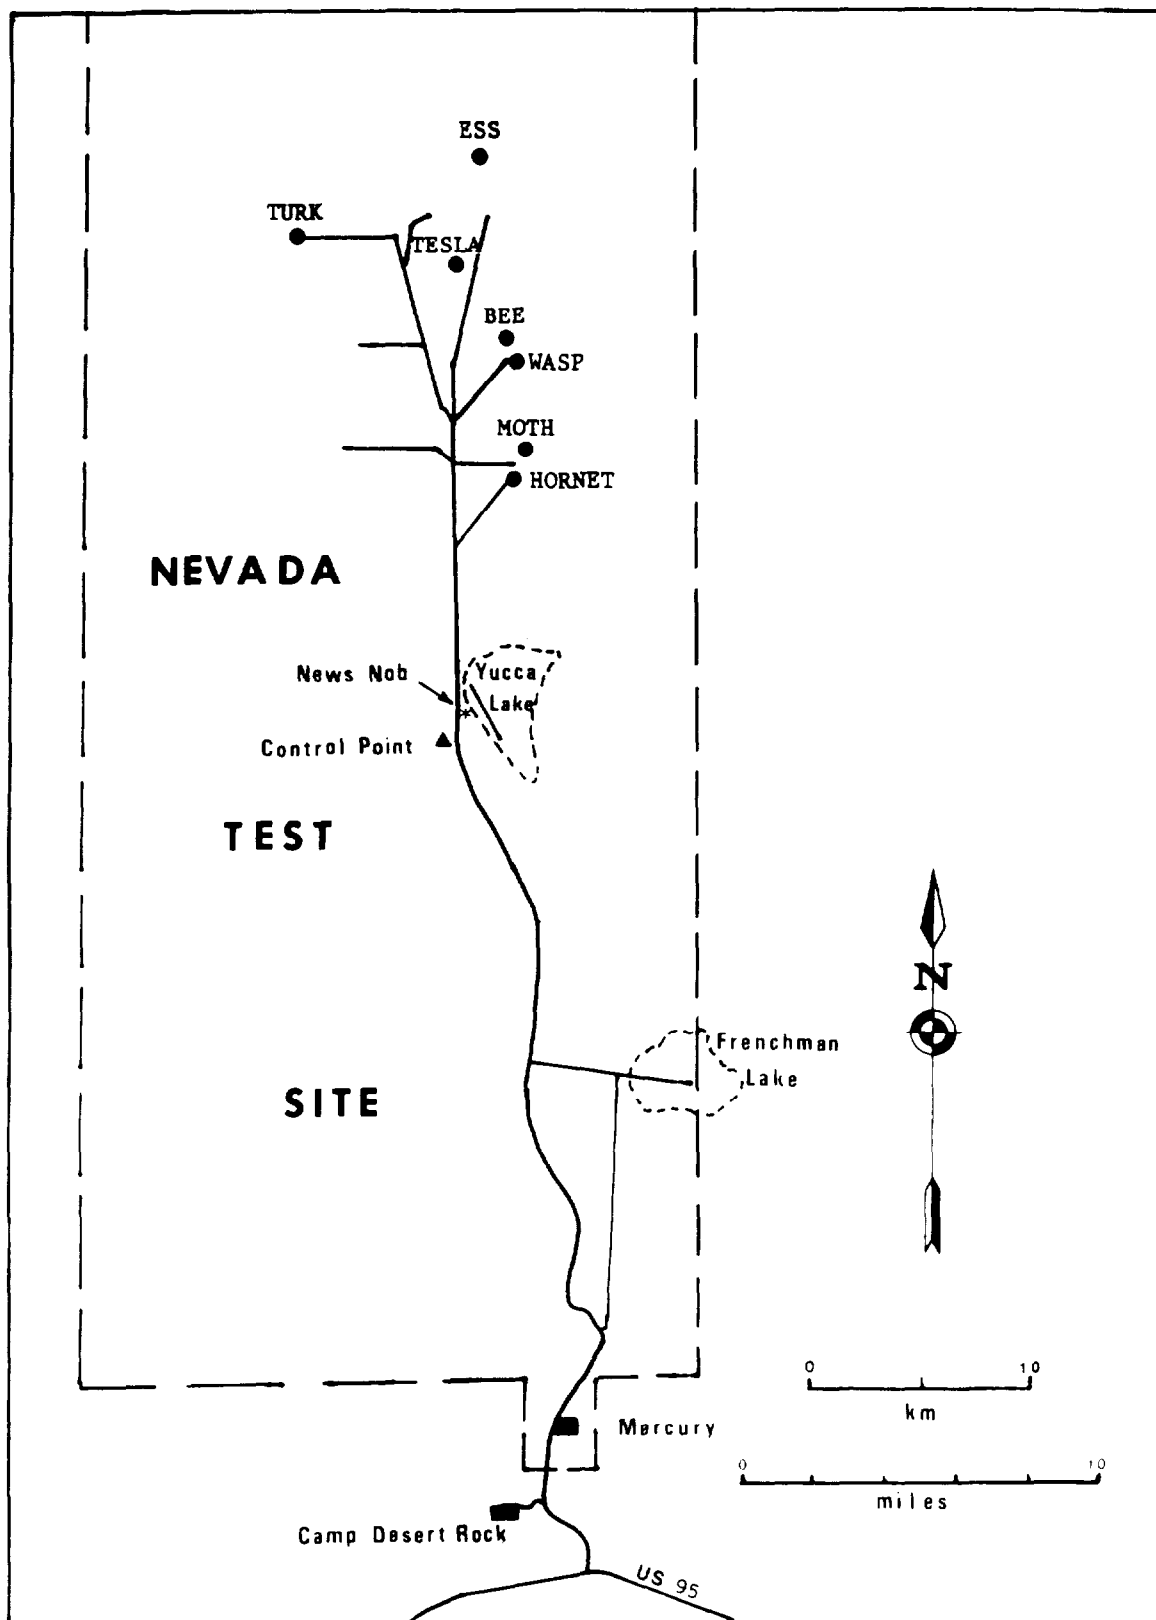 ESS
TURK
TESLA
BEE
WASP
MOTH
HORNET
NEVADA
News Nob
Yucca
Lake
Control Point
TEST
N
Frenchman
Lake
SITE
0 10
km
Mercury
0 10
miles
Camp Desert Rock
US 95